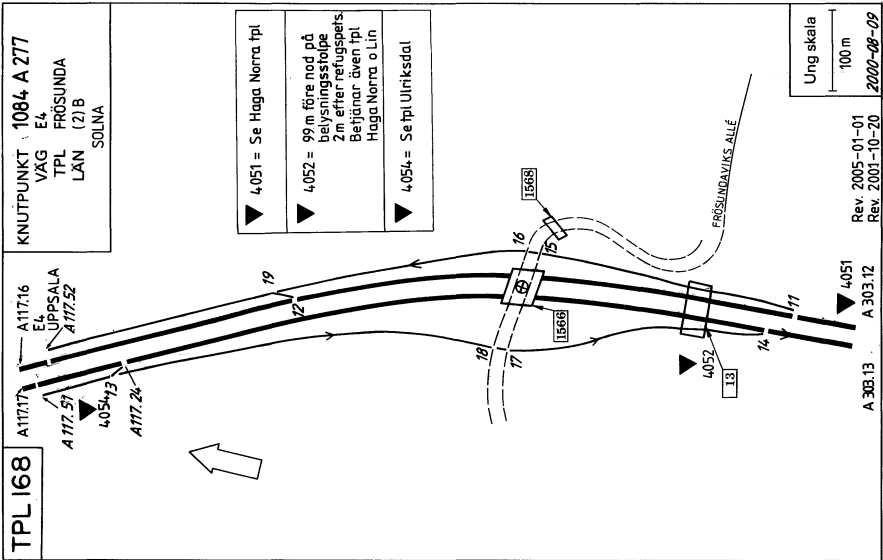 TPL 168
KNUTPUNKT 1084 A 277
VÄG E4
TPL FRÖSUNDA
LÄN (2) B
SOLNA
4051 = Se Haga Norra tpl
4052 = 99 m före nod på
belysningsstolpe
2m efter refugspets.
Betjänar även tpl
Haga Norra o Lin
4054 = Se tpl Ulriksdal
Ung skala
100 m
2000-08-09
Rev. 2005-01-01
Rev. 2001-10-20
A117.17
A117.16
E4
UPPSALA
A117.52
A 117.51
4054
13
A117.24
19
12
16
15
1568
18
17
1566
FRÖSUNDAVIKS ALLÉ
4052
13
14
11
4051
A 303.13
A 303.12